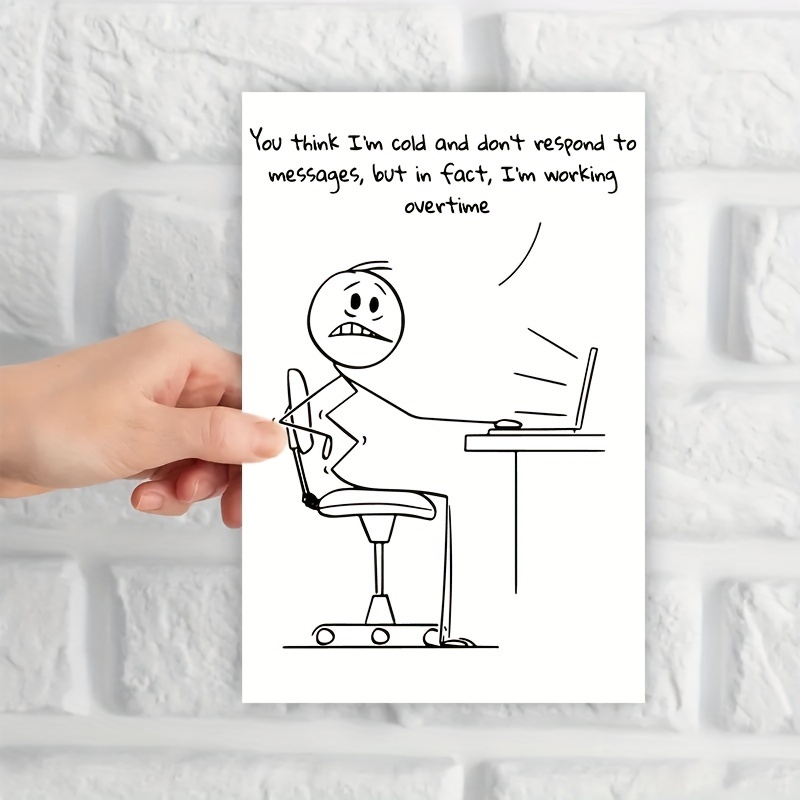 You think I'm cold and don't respond to
messages, but in fact, I'm working
overtime